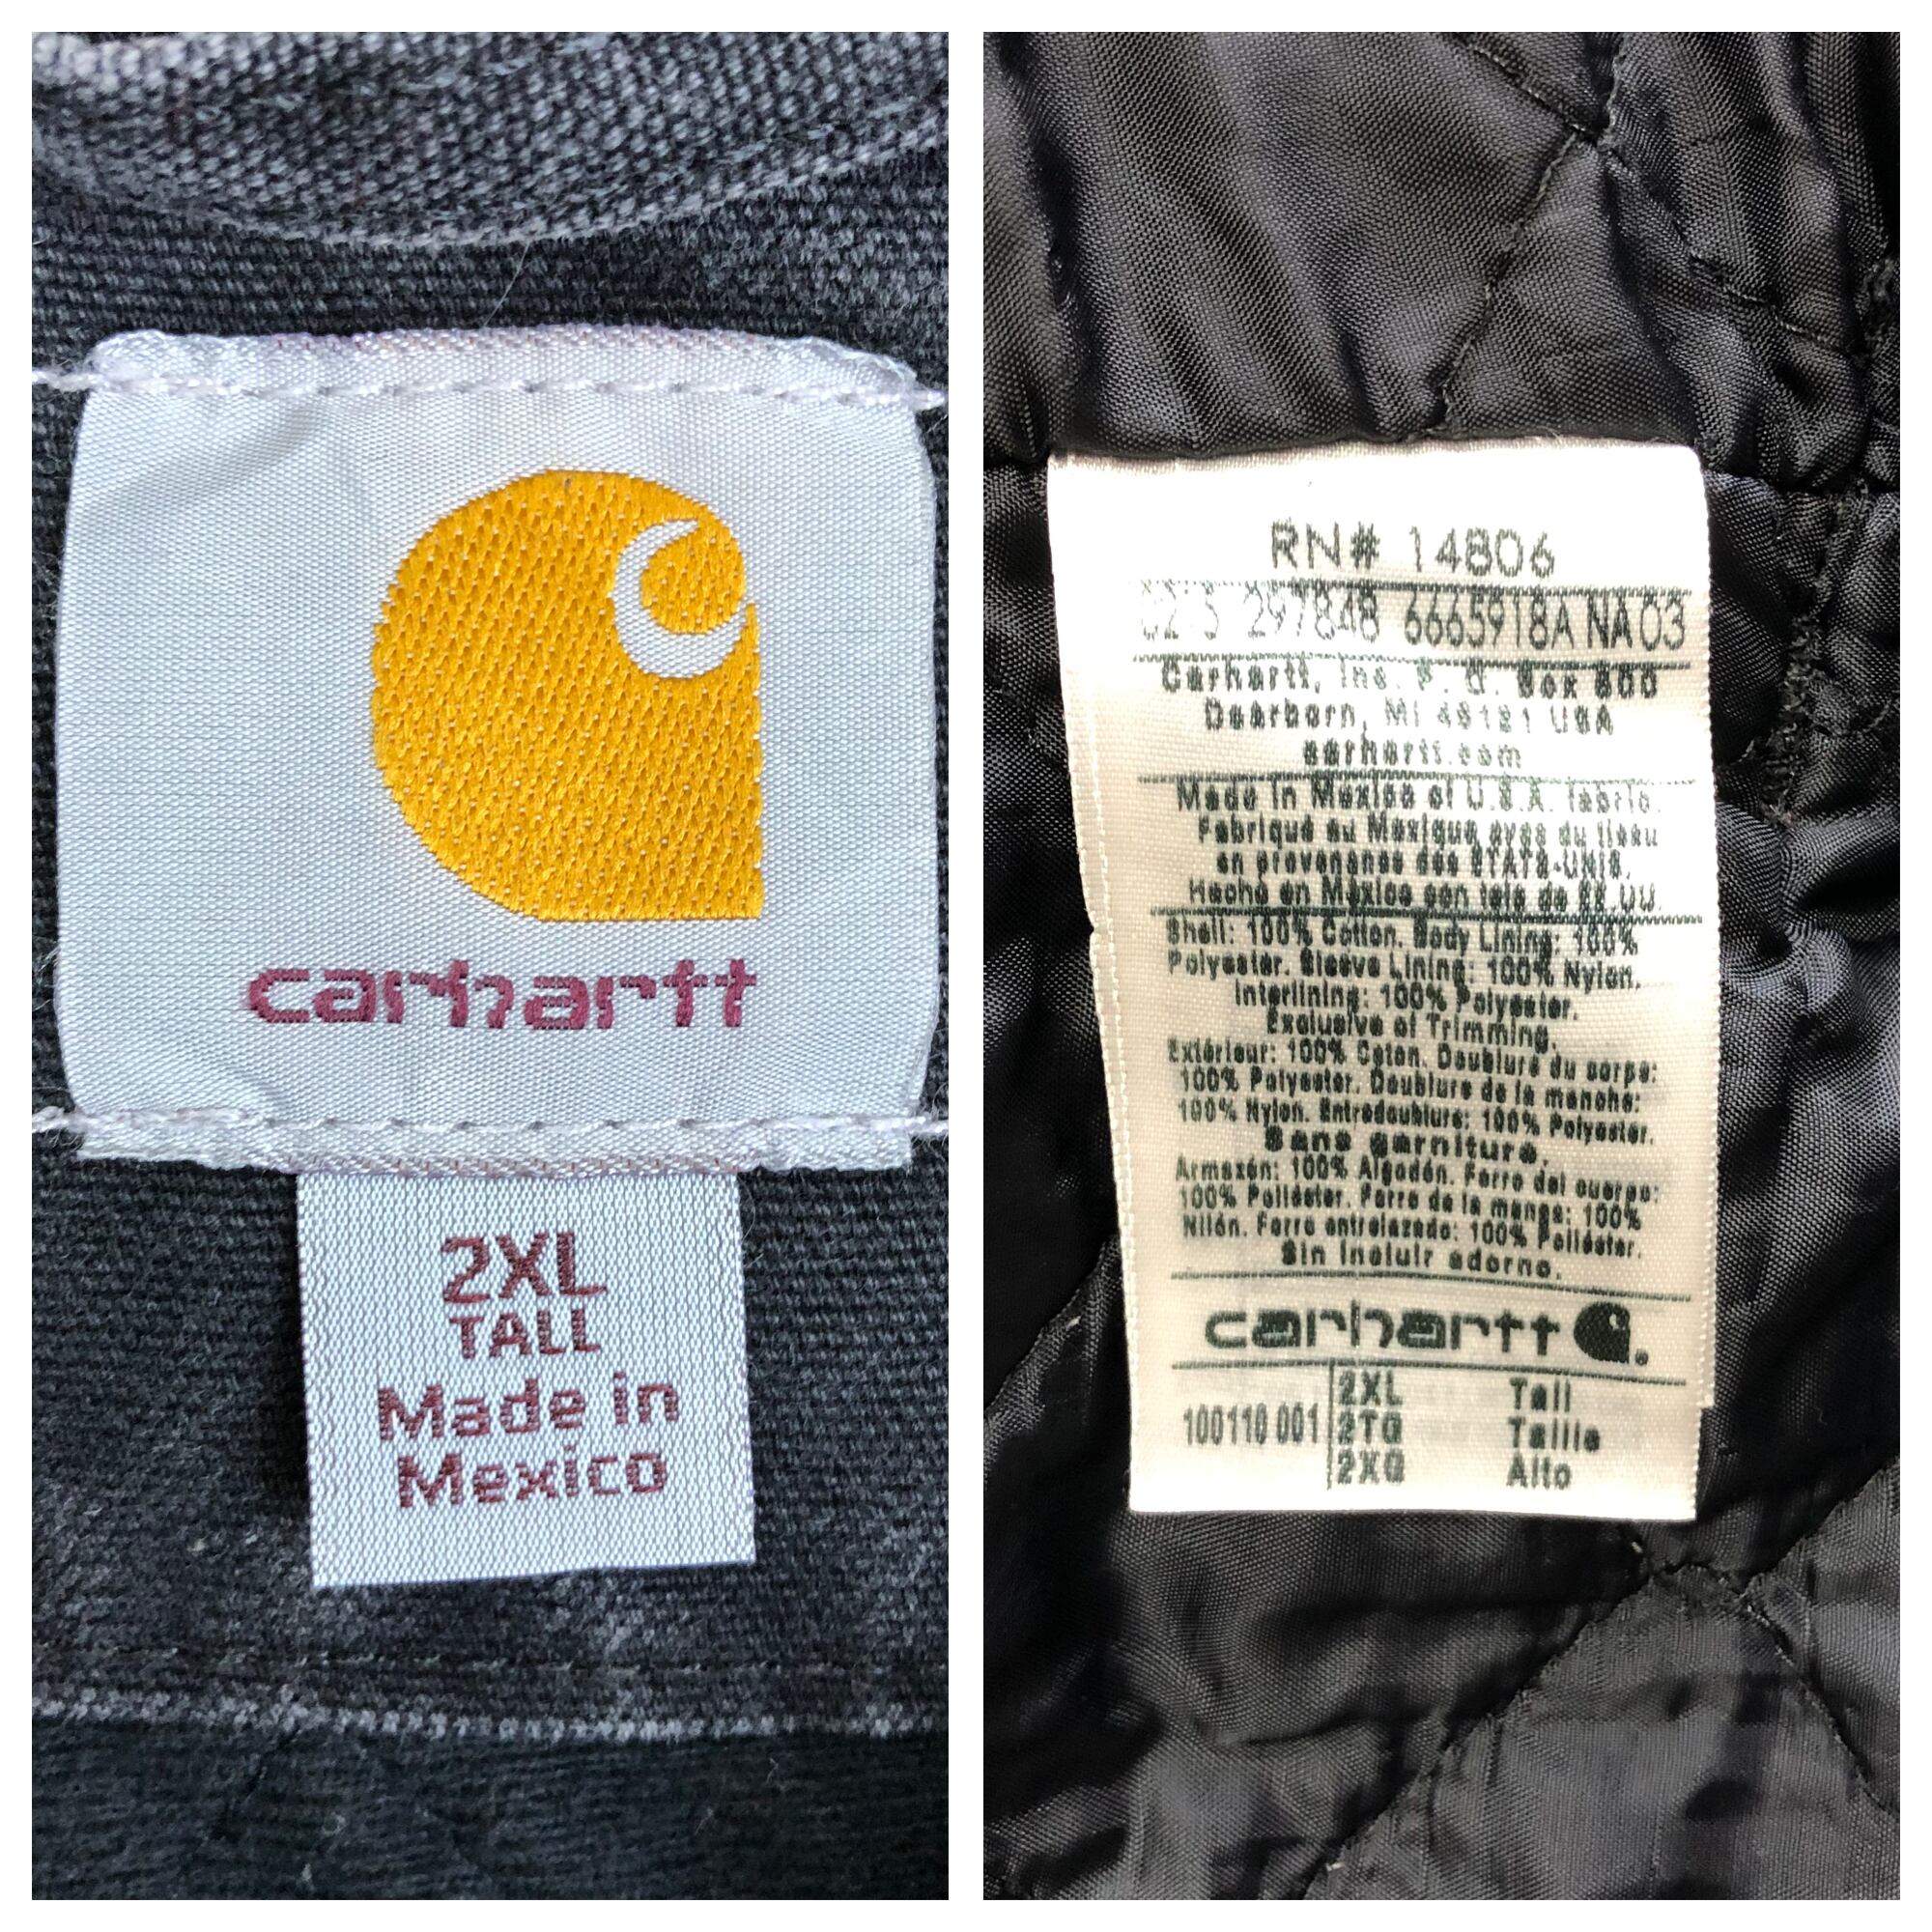 carhartt
2XL
TALL
Made in
Mexico
RN# 14806
297848 6665918A NA 03
Carhartt, Inc. P. O. Box 600
Dearborn, MI 48121 USA
carhartt.com
Made in Mexico of U.S.A. fabric.
Fabriqué au Mexique avec du tissu
en provenance des ÉTATS-UNIS.
Hecho en México con tela de EE.UU.
Shell: 100% Cotton. Body Lining: 100%
Polyester. Sleeve Lining: 100% Nylon.
Interlining: 100% Polyester.
Exclusive of Trimming.
Extérieur: 100% Coton. Doublure du corps:
100% Polyester. Doublure de la manche:
100% Nylon. Entredoublure: 100% Polyester.
Sans garniture.
Armazón: 100% Algodón. Forro del cuerpo:
100% Poliéster. Forro de la manga: 100%
Nilón. Forro entrelazado: 100% Poliéster.
Sin incluir adorno.
carhartt
100110 001 2XL Tall
2TG Taille
2XG Alto